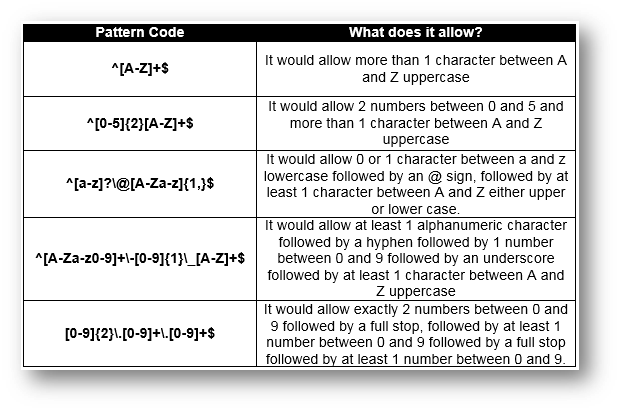 Pattern Code
What does it allow?
^[A-Z]+$
It would allow more than 1 character between A
and Z uppercase
^[0-5]{2}[A-Z]+$
It would allow 2 numbers between 0 and 5 and
more than 1 character between A and Z
uppercase
^[a-z]?\@[A-Za-z]{1,}$
It would allow 0 or 1 character between a and z
lowercase followed by an @ sign, followed by at
least 1 character between A and Z either upper
or lower case.
^[A-Za-z0-9]+\-[0-9]{1}\_[A-Z]+$
It would allow at least 1 alphanumeric character
followed by a hyphen followed by 1 number
between 0 and 9 followed by an underscore
followed by at least 1 character between A and
Z uppercase
[0-9]{2}\.[0-9]+\.[0-9]+$
It would allow exactly 2 numbers between 0 and
9 followed by a full stop, followed by at least 1
number between 0 and 9 followed by a full stop
followed by at least 1 number between 0 and 9.